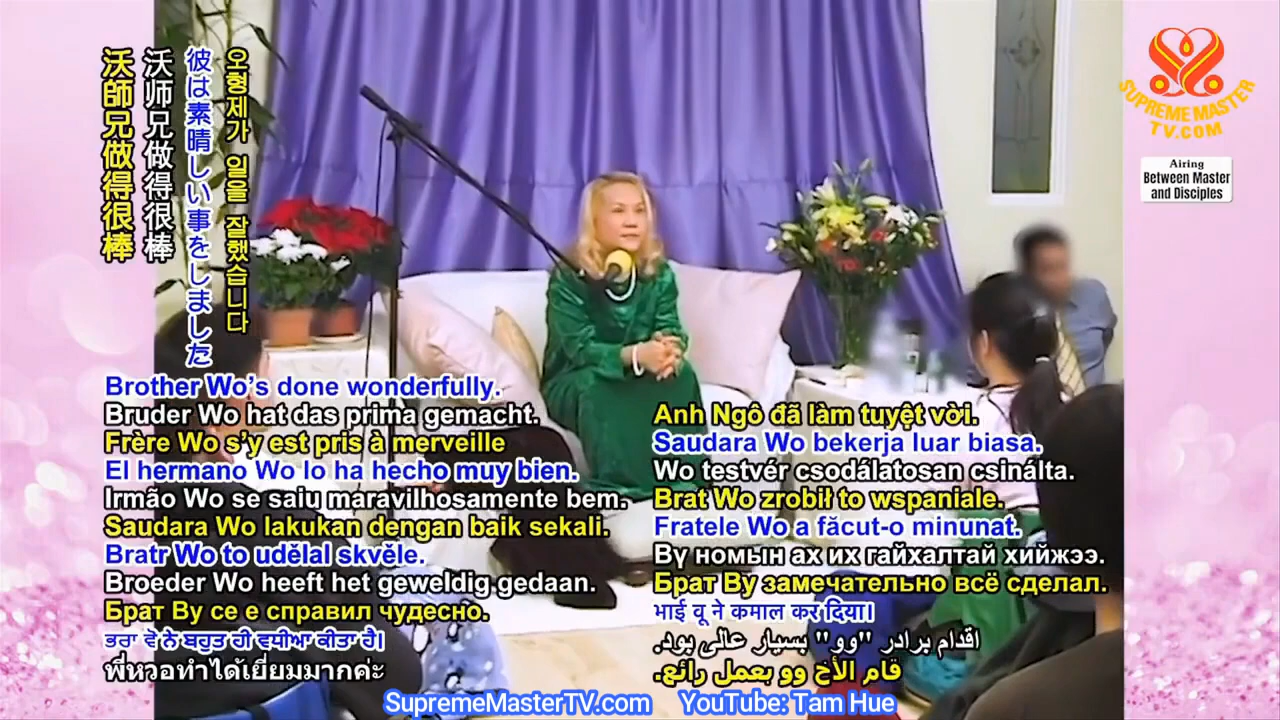 沃師兄做得很棒
沃师兄做得很棒
彼は素晴しい事をしました
오형제가 일을 잘했습니다
SUPREME MASTER
TV.COM
Airing
Between Master
and Disciples
Brother Wo's done wonderfully.
Bruder Wo hat das prima gemacht.
Frère Wo s'y est pris à merveille
El hermano Wo lo ha hecho muy bien.
Irmão Wo se saiu maravilhosamente bem.
Saudara Wo lakukan dengan baik sekali.
Bratr Wo to udělal skvěle.
Broeder Wo heeft het geweldig gedaan.
Брат Ву се е справил чудесно.
ਭਰਾ ਵੋ ਨੇ ਬਹੁਤ ਹੀ ਵਧੀਆ ਕੀਤਾ ਹੈ।
พี่หวอทำได้เยี่ยมมากค่ะ
Anh Ngô đã làm tuyệt vời.
Saudara Wo bekerja luar biasa.
Wo testvér csodálatosan csinálta.
Brat Wo zrobił to wspaniale.
Fratele Wo a făcut-o minunat.
Вү номын ах их гайхалтай хийжээ.
Брат Ву замечательно всё сделал.
भाई वू ने कमाल कर दिया।
اقدام برادر "وو" بسیار عالی بود.
قام الأخ وو بعمل رائع.
SupremeMasterTV.com YouTube: Tam Hue